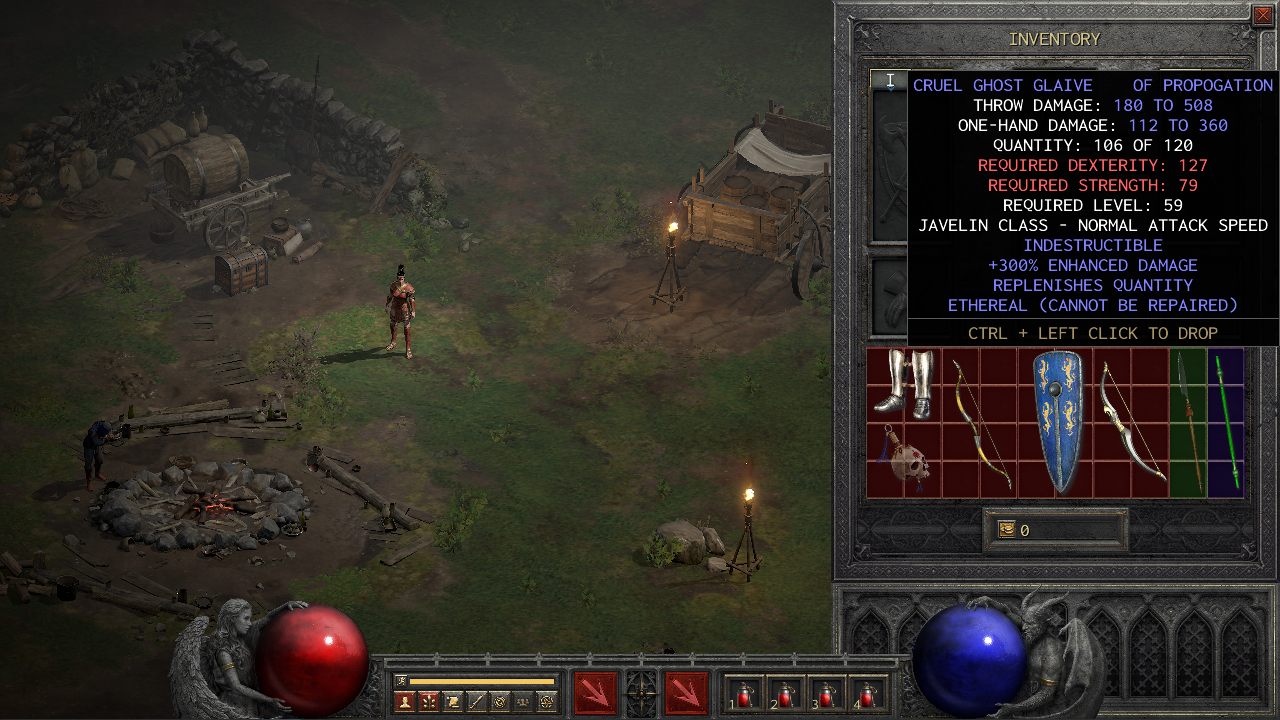 INVENTORY
CRUEL GHOST GLAIVE OF PROPOGATION
THROW DAMAGE: 180 TO 508
ONE-HAND DAMAGE: 112 TO 360
QUANTITY: 106 OF 120
REQUIRED DEXTERITY: 127
REQUIRED STRENGTH: 79
REQUIRED LEVEL: 59
JAVELIN CLASS - NORMAL ATTACK SPEED
INDESTRUCTIBLE
+300% ENHANCED DAMAGE
REPLENISHES QUANTITY
ETHEREAL (CANNOT BE REPAIRED)
CTRL + LEFT CLICK TO DROP
I
0
1 2 3 4